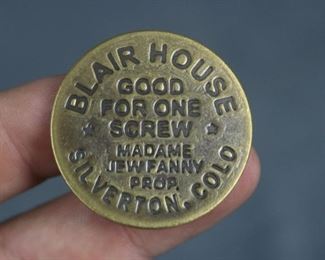 BLAIR HOUSE
GOOD
FOR ONE
SCREW
MADAME
JEW FANNY
PROP.
SILVERTON, COLO